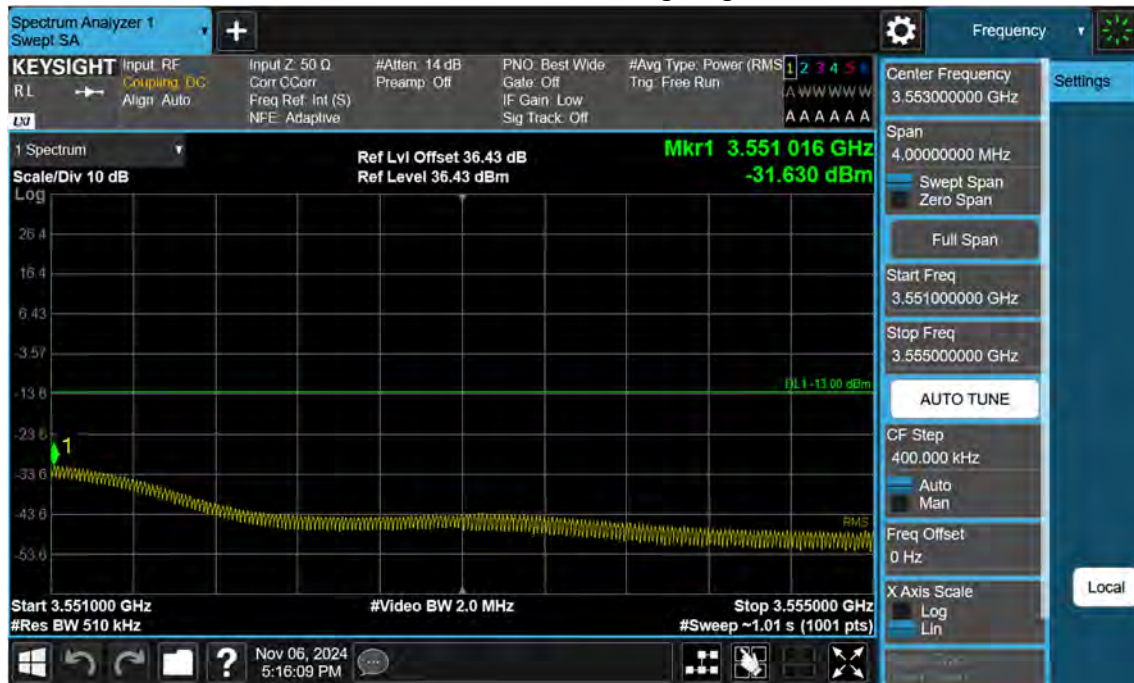 Spectrum Analyzer 1
Swept SA
Frequency
KEYSIGHT
RL
LXI
Input: RF
Coupling: DC
Align: Auto
Input Z: 50 Ω
Corr CCorr
Freq Ref: Int (S)
NFE: Adaptive
#Atten: 14 dB
Preamp: Off
PNO: Best Wide
Gate: Off
IF Gain: Low
Sig Track: Off
#Avg Type: Power (RMS
Trig: Free Run
1 2 3 4 5 6
A W W W W W
A A A A A A
1 Spectrum
Scale/Div 10 dB
Log
Ref Lvl Offset 36.43 dB
Ref Level 36.43 dBm
Mkr1 3.551 016 GHz
-31.630 dBm
26.4
16.4
6.43
-3.57
-13.6
-23.6
-33.6
-43.6
-53.6
DL1 -13.00 dBm
1
RMS
Start 3.551000 GHz
#Res BW 510 kHz
#Video BW 2.0 MHz
Stop 3.555000 GHz
#Sweep ~1.01 s (1001 pts)
Nov 06, 2024
5:16:09 PM
?
Center Frequency
3.553000000 GHz
Settings
Span
4.00000000 MHz
Swept Span
Zero Span
Full Span
Start Freq
3.551000000 GHz
Stop Freq
3.555000000 GHz
AUTO TUNE
CF Step
400.000 kHz
Auto
Man
Freq Offset
0 Hz
X Axis Scale
Log
Lin
Local